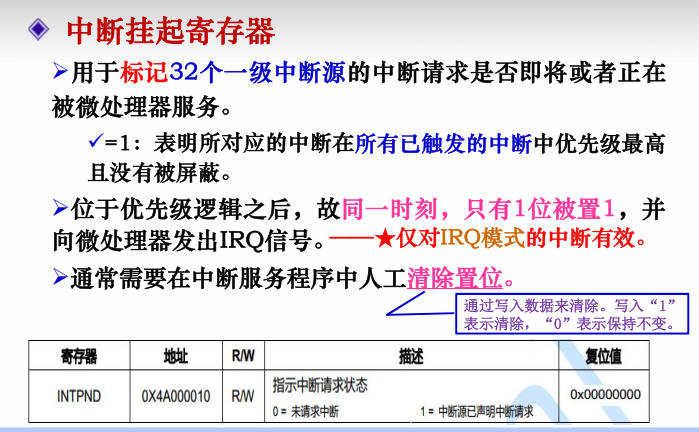 中断挂起寄存器
用于标记32个一级中断源的中断请求是否即将或者正在
被微处理器服务。
=1：表明所对应的中断在所有已触发的中断中优先级最高
且没有被屏蔽。
位于优先级逻辑之后，故同一时刻，只有1位被置1，并
向微处理器发出IRQ信号。——★仅对IRQ模式的中断有效。
通常需要在中断服务程序中人工清除置位。
通过写入数据来清除。写入“1”
表示清除，“0”表示保持不变。
寄存器 地址 R/W 描述 复位值
INTPND 0X4A000010 R/W 指示中断请求状态 0x00000000
0 = 未请求中断 1 = 中断源已声明中断请求